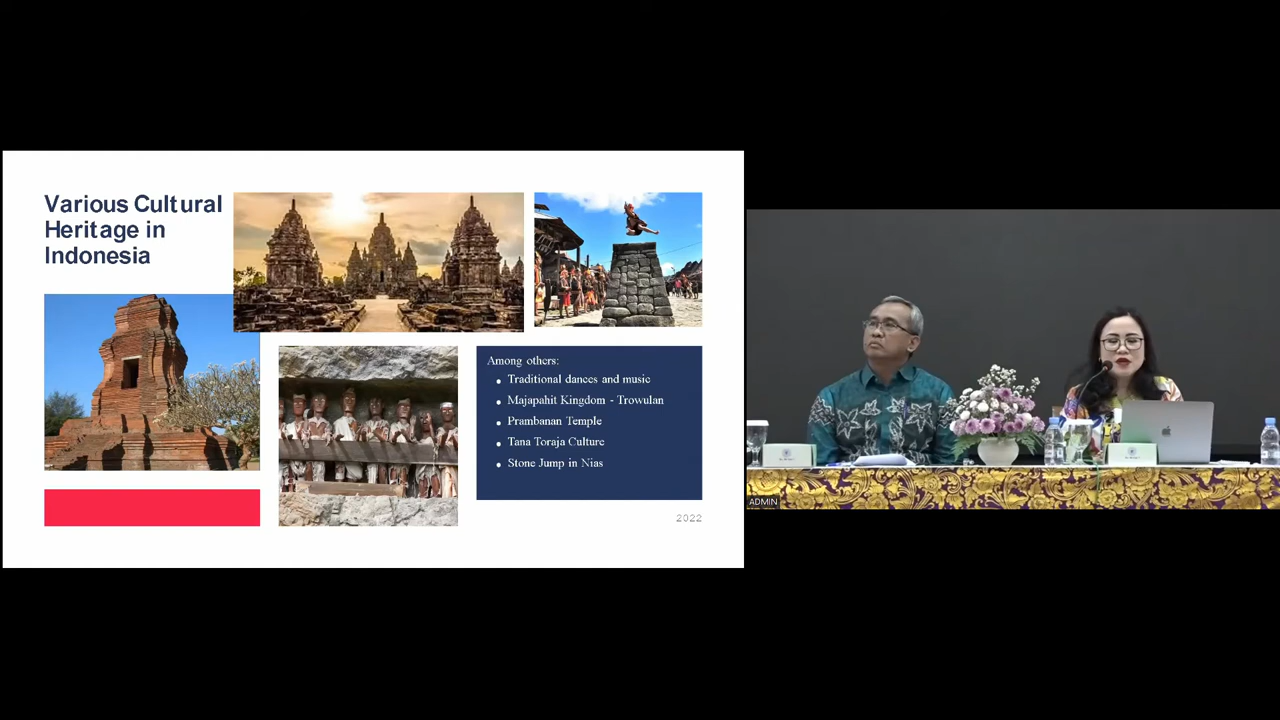 Various Cultural
Heritage in
Indonesia
Among others:
Traditional dances and music
Majapahit Kingdom - Trowulan
Prambanan Temple
Tana Toraja Culture
Stone Jump in Nias
2022
ADMIN